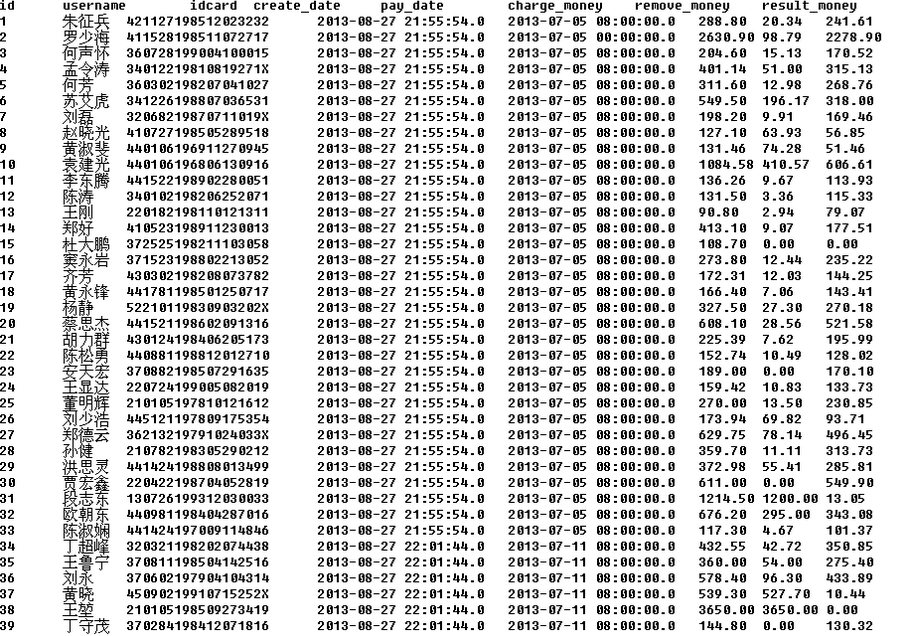 id username idcard create_date pay_date charge_money remove_money result_money
1 朱征兵 421127198512023232 2013-08-27 21:55:54.0 2013-07-05 08:00:00.0 288.80 20.34 241.61
2 罗少海 411528198511072717 2013-08-27 21:55:54.0 2013-07-05 00:00:00.0 2630.90 98.79 2278.90
3 何声怀 360728199004100015 2013-08-27 21:55:54.0 2013-07-05 08:00:00.0 204.60 15.13 170.52
4 孟令涛 34012219810819271X 2013-08-27 21:55:54.0 2013-07-05 08:00:00.0 401.14 51.00 315.13
5 何芳 360302198207041027 2013-08-27 21:55:54.0 2013-07-05 08:00:00.0 311.60 12.98 268.76
6 苏艾虎 341226198807036531 2013-08-27 21:55:54.0 2013-07-05 08:00:00.0 549.50 196.17 318.00
7 刘磊 32068219870711019X 2013-08-27 21:55:54.0 2013-07-05 08:00:00.0 198.20 9.91 169.46
8 赵晓光 410727198505289518 2013-08-27 21:55:54.0 2013-07-05 08:00:00.0 127.10 63.93 56.85
9 黄淑斐 440106196911270945 2013-08-27 21:55:54.0 2013-07-05 08:00:00.0 131.46 74.28 51.46
10 袁建光 440106196806130916 2013-08-27 21:55:54.0 2013-07-05 08:00:00.0 1084.58 410.57 606.61
11 李东腾 441522198902280051 2013-08-27 21:55:54.0 2013-07-05 08:00:00.0 136.26 9.67 113.93
12 陈涛 340102198206252071 2013-08-27 21:55:54.0 2013-07-05 08:00:00.0 131.50 3.36 115.33
13 王刚 220182198110121311 2013-08-27 21:55:54.0 2013-07-05 08:00:00.0 90.80 2.94 79.07
14 郑好 410523198911230013 2013-08-27 21:55:54.0 2013-07-05 08:00:00.0 413.10 9.07 177.51
15 杜大鹏 372525198211103058 2013-08-27 21:55:54.0 2013-07-05 08:00:00.0 108.70 0.00 0.00
16 窦永岩 371523198802213052 2013-08-27 21:55:54.0 2013-07-05 08:00:00.0 273.80 12.44 235.22
17 齐芳 430302198208073782 2013-08-27 21:55:54.0 2013-07-05 08:00:00.0 172.31 12.03 144.25
18 黄永锋 441781198501250717 2013-08-27 21:55:54.0 2013-07-05 08:00:00.0 166.40 7.06 143.41
19 杨静 52210119830903202X 2013-08-27 21:55:54.0 2013-07-05 08:00:00.0 327.50 27.30 270.18
20 蔡思杰 441521198602091316 2013-08-27 21:55:54.0 2013-07-05 08:00:00.0 608.10 28.56 521.58
21 胡力群 430124198406205173 2013-08-27 21:55:54.0 2013-07-05 08:00:00.0 225.39 7.62 195.99
22 陈松勇 440881198812012710 2013-08-27 21:55:54.0 2013-07-05 08:00:00.0 152.74 10.49 128.02
23 安天宏 370882198507291635 2013-08-27 21:55:54.0 2013-07-05 08:00:00.0 189.00 0.00 170.10
24 王显达 220724199005082019 2013-08-27 21:55:54.0 2013-07-05 08:00:00.0 159.42 10.83 133.73
25 董明辉 210105197810121612 2013-08-27 21:55:54.0 2013-07-05 08:00:00.0 270.00 13.50 230.85
26 刘少浩 445121197809175354 2013-08-27 21:55:54.0 2013-07-05 08:00:00.0 173.94 69.82 93.71
27 郑德云 36213219791024033X 2013-08-27 21:55:54.0 2013-07-05 08:00:00.0 629.75 78.14 496.45
28 孙健 210782198305290212 2013-08-27 21:55:54.0 2013-07-05 08:00:00.0 359.70 11.11 313.73
29 洪思灵 441424198808013499 2013-08-27 21:55:54.0 2013-07-05 08:00:00.0 372.98 55.41 285.81
30 贾宏鑫 220422198704052819 2013-08-27 21:55:54.0 2013-07-05 08:00:00.0 611.00 0.00 549.90
31 段志东 130726199312030033 2013-08-27 21:55:54.0 2013-07-05 08:00:00.0 1214.50 1200.00 13.05
32 欧朝东 440981198404287016 2013-08-27 21:55:54.0 2013-07-05 08:00:00.0 676.20 295.00 343.08
33 陈淑娴 441424197009114846 2013-08-27 21:55:54.0 2013-07-05 08:00:00.0 117.30 4.67 101.37
34 丁超峰 320321198202074438 2013-08-27 22:01:44.0 2013-07-11 08:00:00.0 432.55 42.72 350.85
35 王鲁宁 370811198504142516 2013-08-27 22:01:44.0 2013-07-11 08:00:00.0 360.00 54.00 275.40
36 刘永 370602197904104314 2013-08-27 22:01:44.0 2013-07-11 08:00:00.0 578.40 96.30 433.89
37 黄晓 45090219910715252X 2013-08-27 22:01:44.0 2013-07-11 08:00:00.0 539.30 527.70 10.44
38 王堃 210105198509273419 2013-08-27 22:01:44.0 2013-07-11 08:00:00.0 3650.00 3650.00 0.00
39 丁守茂 370284198412071816 2013-08-27 22:01:44.0 2013-07-11 08:00:00.0 144.80 0.00 130.32